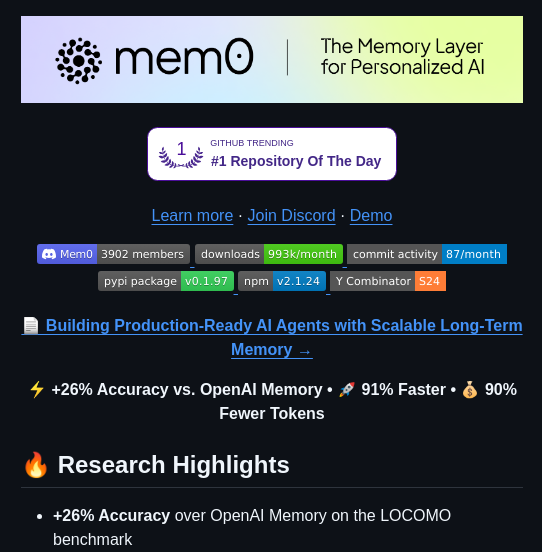 mem0
The Memory Layer
for Personalized AI
1
GITHUB TRENDING
#1 Repository Of The Day
Learn more · Join Discord · Demo
Mem0 3902 members downloads 993k/month commit activity 87/month
pypi package v0.1.97 npm v2.1.24 Y Combinator S24
📄 Building Production-Ready AI Agents with Scalable Long-Term
Memory →
⚡ +26% Accuracy vs. OpenAI Memory • 🚀 91% Faster • 💰 90%
Fewer Tokens
🔥 Research Highlights
• +26% Accuracy over OpenAI Memory on the LOCOMO
benchmark